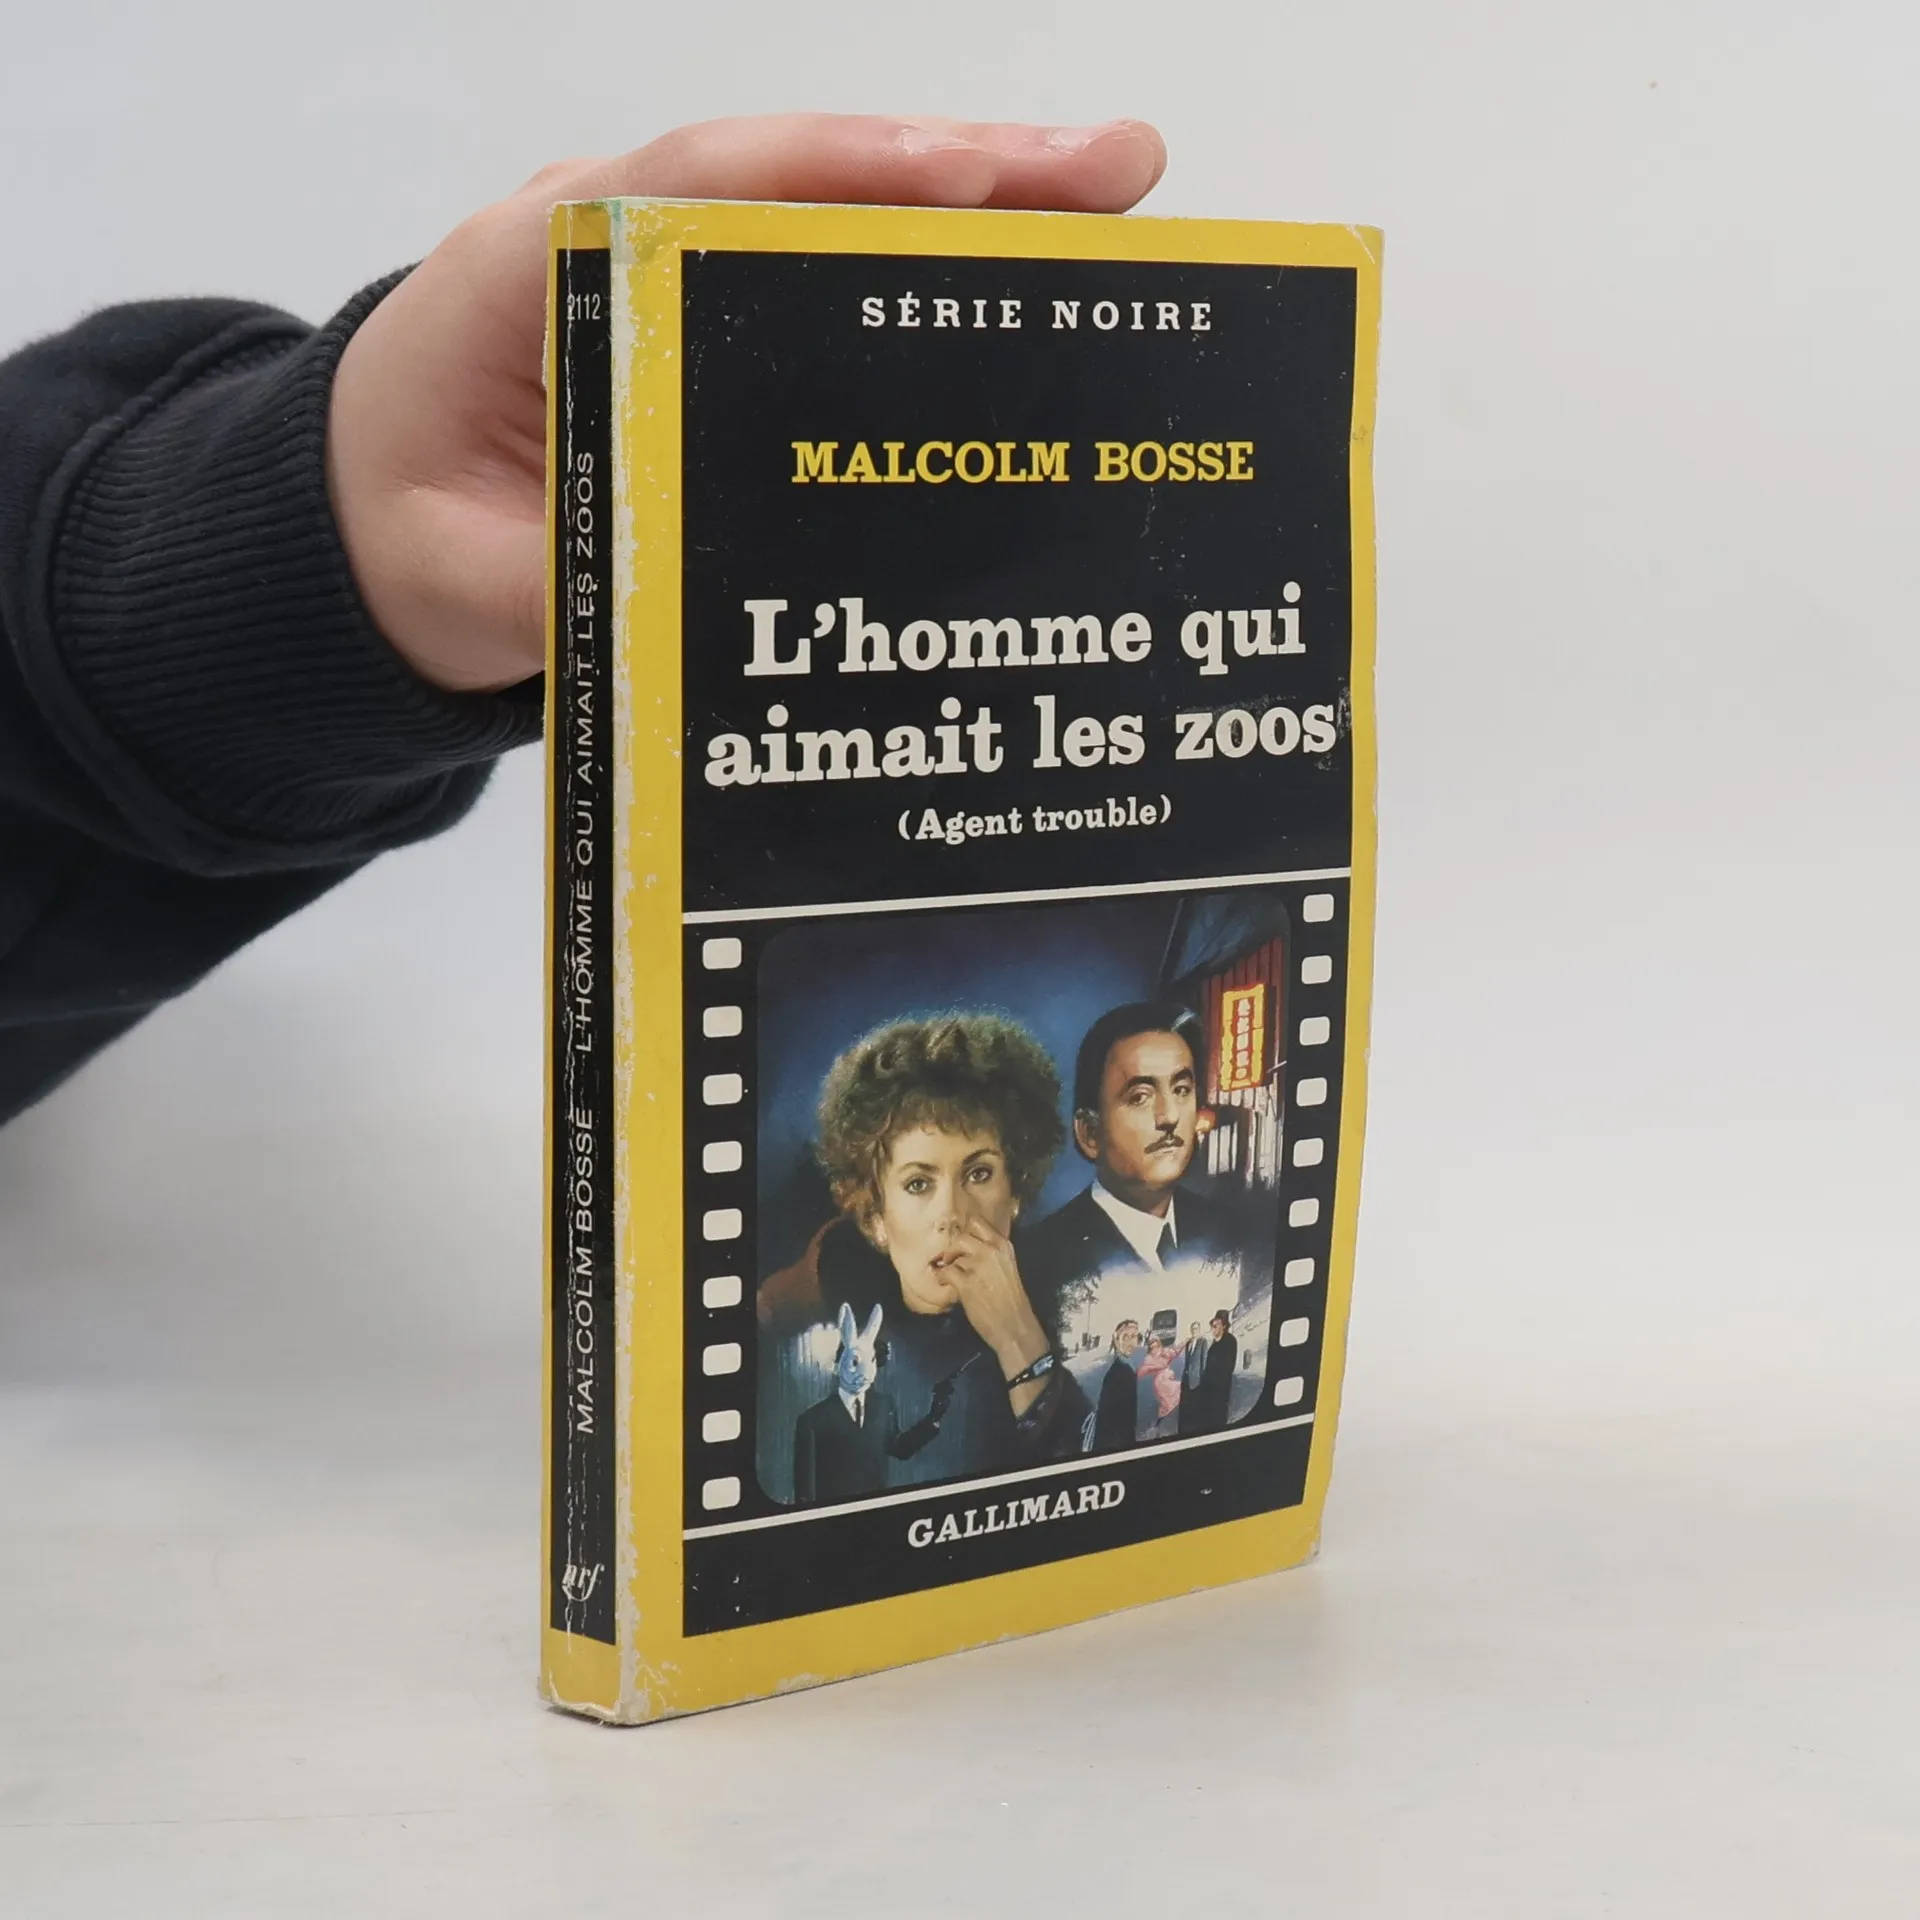 2112
MALCOLM BOSSE L'HOMME QUI AIMAIT LES ZOOS
nrf
SÉRIE NOIRE
MALCOLM BOSSE
L'homme qui
aimait les zoos
(Agent trouble)
GALLIMARD